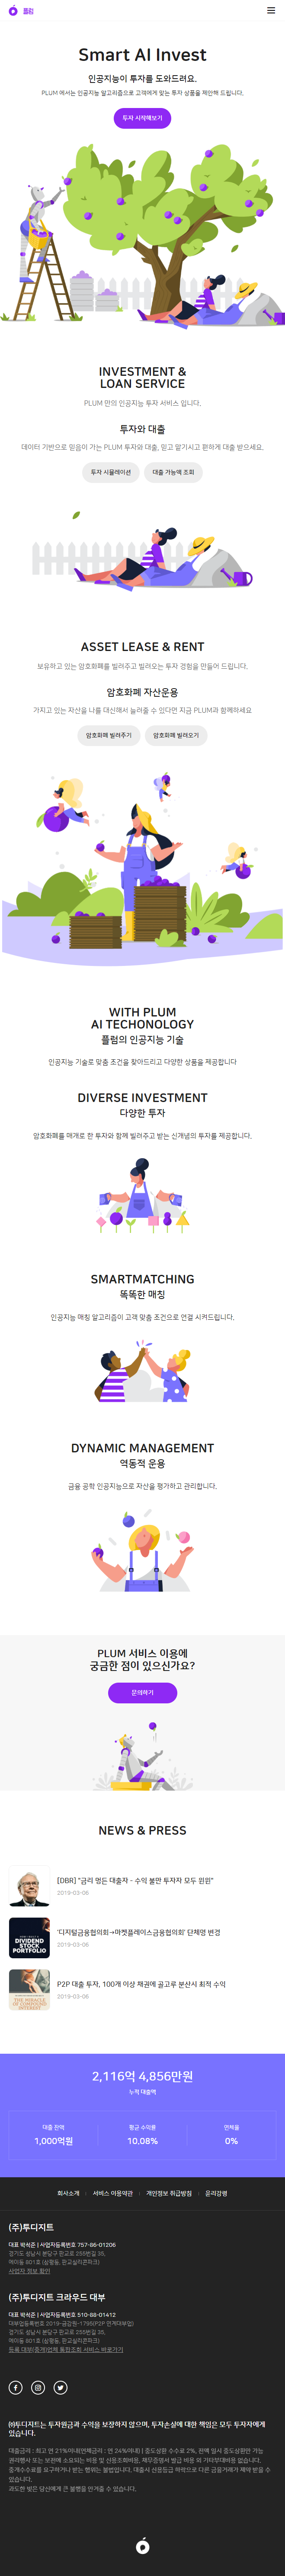 플럼
Smart AI Invest
인공지능이 투자를 도와드려요.
PLUM 에서는 인공지능 알고리즘으로 고객에게 맞는 투자 상품을 제안해 드립니다.
투자 시작해보기
INVESTMENT &
LOAN SERVICE
PLUM 만의 인공지능 투자 서비스 입니다.
투자와 대출
데이터 기반으로 믿음이 가는 PLUM 투자와 대출, 믿고 맡기시고 편하게 대출 받으세요.
투자 시뮬레이션
대출 가능액 조회
ASSET LEASE & RENT
보유하고 있는 암호화폐를 빌려주고 빌려오는 투자 경험을 만들어 드립니다.
암호화폐 자산운용
가지고 있는 자산을 나를 대신해서 늘려줄 수 있다면 지금 PLUM과 함께하세요
암호화폐 빌려주기
암호화폐 빌려오기
WITH PLUM
AI TECHONOLOGY
플럼의 인공지능 기술
인공지능 기술로 맞춤 조건을 찾아드리고 다양한 상품을 제공합니다
DIVERSE INVESTMENT
다양한 투자
암호화폐를 매개로 한 투자와 함께 빌려주고 받는 신개념의 투자를 제공합니다.
SMARTMATCHING
똑똑한 매칭
인공지능 매칭 알고리즘이 고객 맞춤 조건으로 연결 시켜드립니다.
DYNAMIC MANAGEMENT
역동적 운용
금융 공학 인공지능으로 자산을 평가하고 관리합니다.
PLUM 서비스 이용에
궁금한 점이 있으신가요?
문의하기
NEWS & PRESS
[DBR] "금리 멍든 대출자 - 수익 불만 투자자 모두 윈윈"
2019-03-06
'디지털금융협의회→마켓플레이스금융협의회' 단체명 변경
2019-03-06
DIVIDEND
STOCK
PORTFOLIO
P2P 대출 투자, 100개 이상 채권에 골고루 분산시 최적 수익
2019-03-06
THE MIRACLE
OF COMPOUND
INTEREST
2,116억 4,856만원
누적 대출액
대출 잔액
평균 수익률
연체율
1,000억원
10.08%
0%
회사소개 | 서비스 이용약관 | 개인정보 취급방침 | 윤리강령
(주)투디지트
대표 박석준 | 사업자등록번호 757-86-01206
경기도 성남시 분당구 판교로 255번길 35,
에이동 801호 (삼평동, 판교실리콘파크)
사업자 정보 확인
(주)투디지트 크라우드 대부
대표 박석준 | 사업자등록번호 510-88-01412
대부업등록번호 2019-금감원-1795(P2P 연계대부업)
경기도 성남시 분당구 판교로 255번길 35,
에이동 801호 (삼평동, 판교실리콘파크)
등록 대부(중개)업체 통합조회 서비스 바로가기
㈜투디지트는 투자원금과 수익을 보장하지 않으며, 투자손실에 대한 책임은 모두 투자자에게
있습니다.
대출금리 : 최고 연 21%이내(연체금리 : 연 24%이내) | 중도상환 수수료 2%, 전액 일시 중도상환만 가능
권리행사 또는 보전에 소요되는 비용 및 신용조회비용, 채무증명서 발급 비용 외 기타부대비용 없습니다.
중개수수료를 요구하거나 받는 행위는 불법입니다. 대출시 신용등급 하락으로 다른 금융거래가 제약 받을 수
있습니다.
과도한 빚은 당신에게 큰 불행을 안겨줄 수 있습니다.